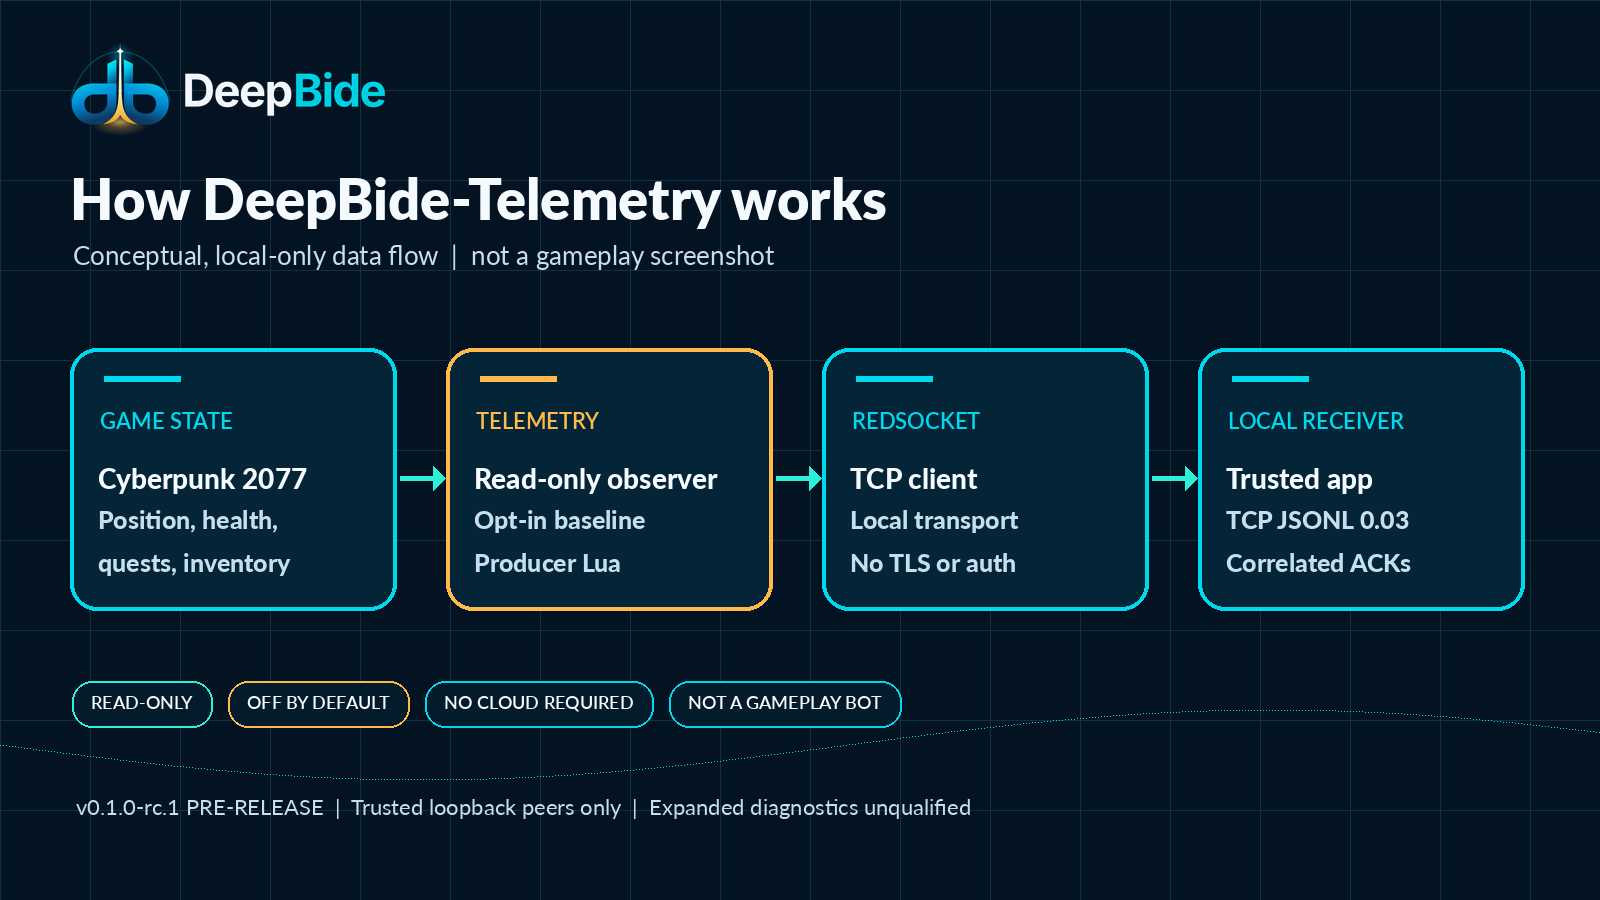 DeepBide
How DeepBide-Telemetry works
Conceptual, local-only data flow | not a gameplay screenshot
GAME STATE
Cyberpunk 2077
Position, health,
quests, inventory
TELEMETRY
Read-only observer
Opt-in baseline
Producer Lua
REDSOCKET
TCP client
Local transport
No TLS or auth
LOCAL RECEIVER
Trusted app
TCP JSONL 0.03
Correlated ACKs
READ-ONLY
OFF BY DEFAULT
NO CLOUD REQUIRED
NOT A GAMEPLAY BOT
v0.1.0-rc.1 PRE-RELEASE | Trusted loopback peers only | Expanded diagnostics unqualified